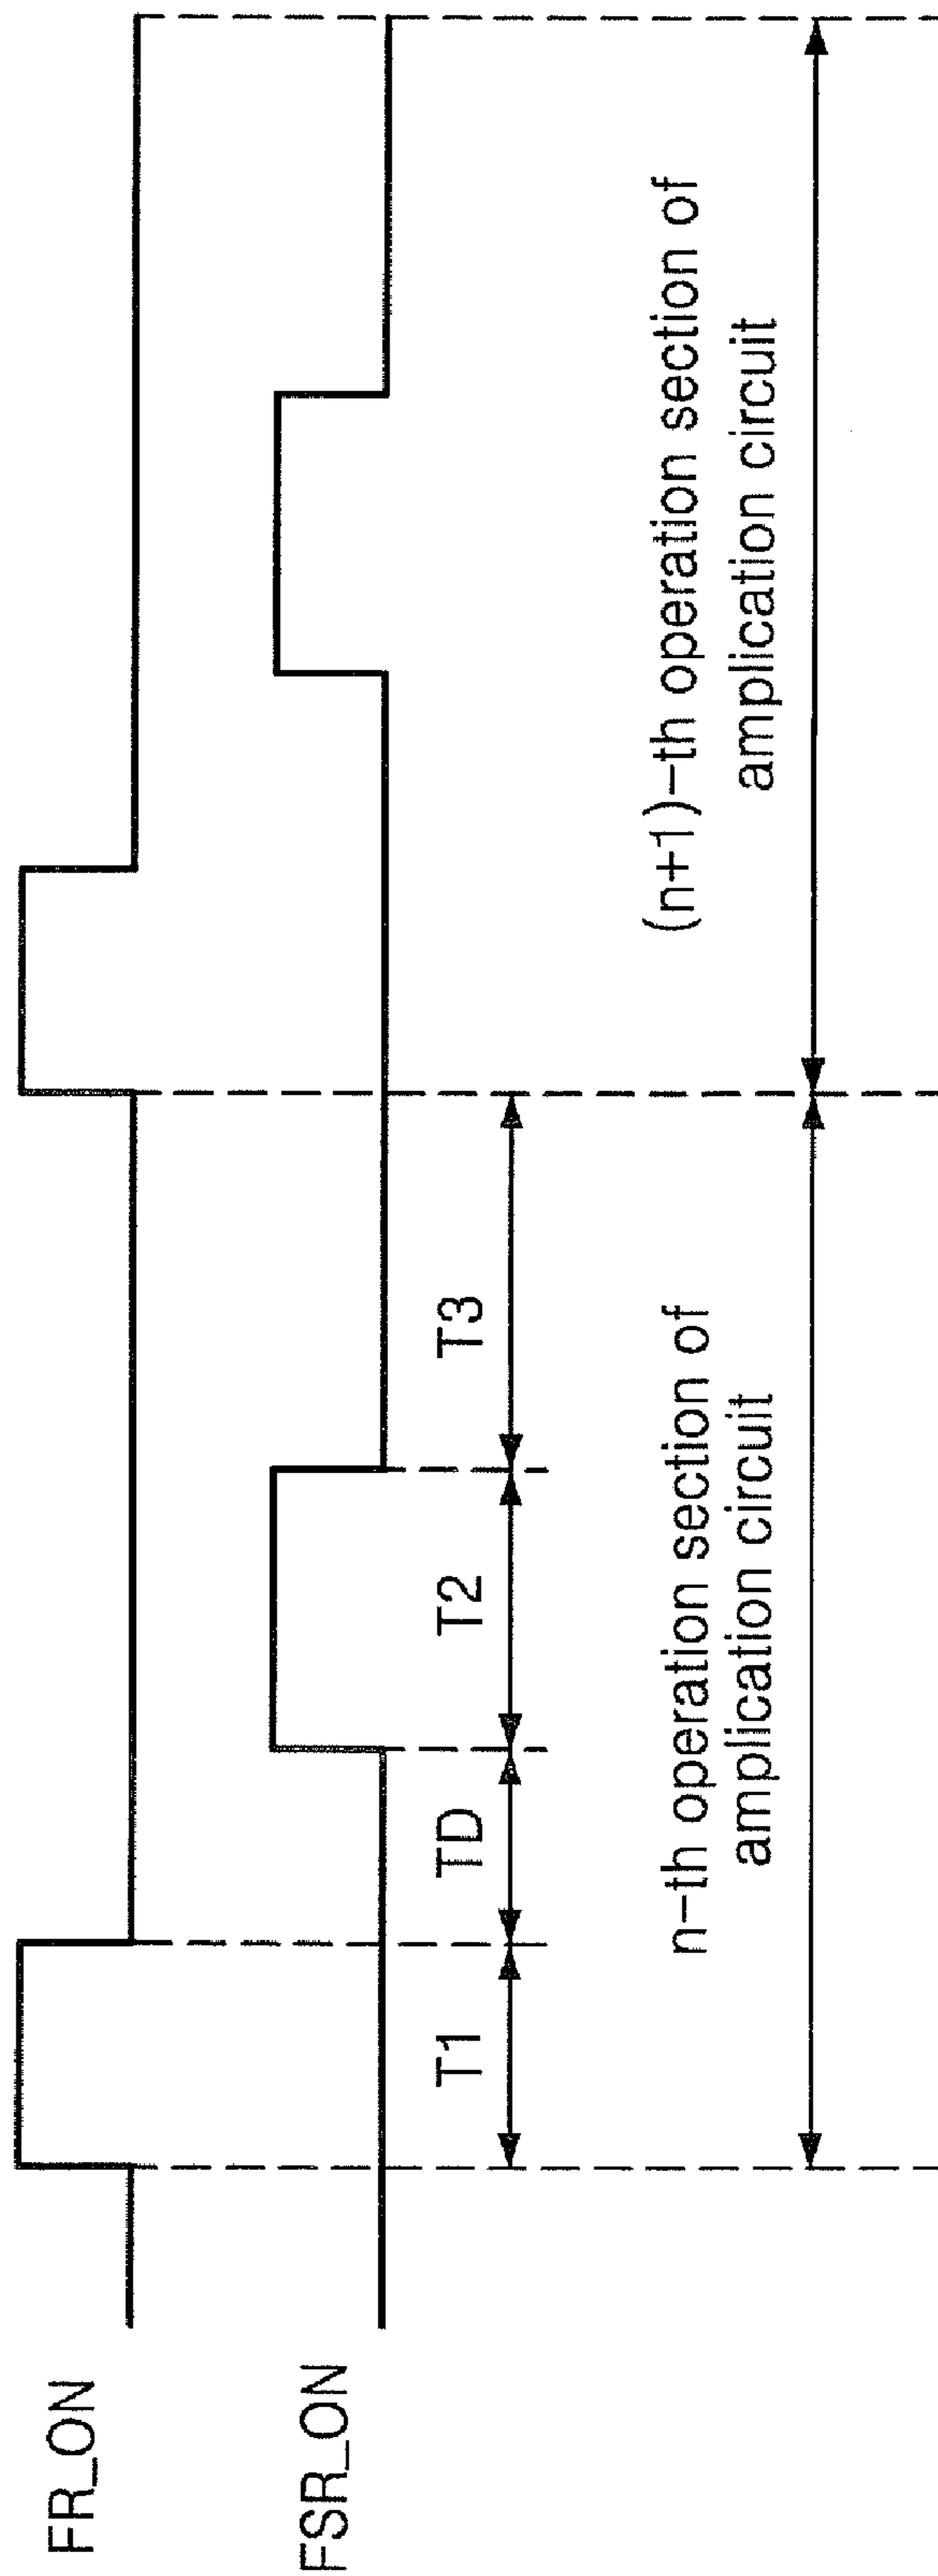 FR_ON
FSR_ON
T1
TD
T2
T3
n-th operation section of
amplication circuit
(n+1)-th operation section of
amplication circuit